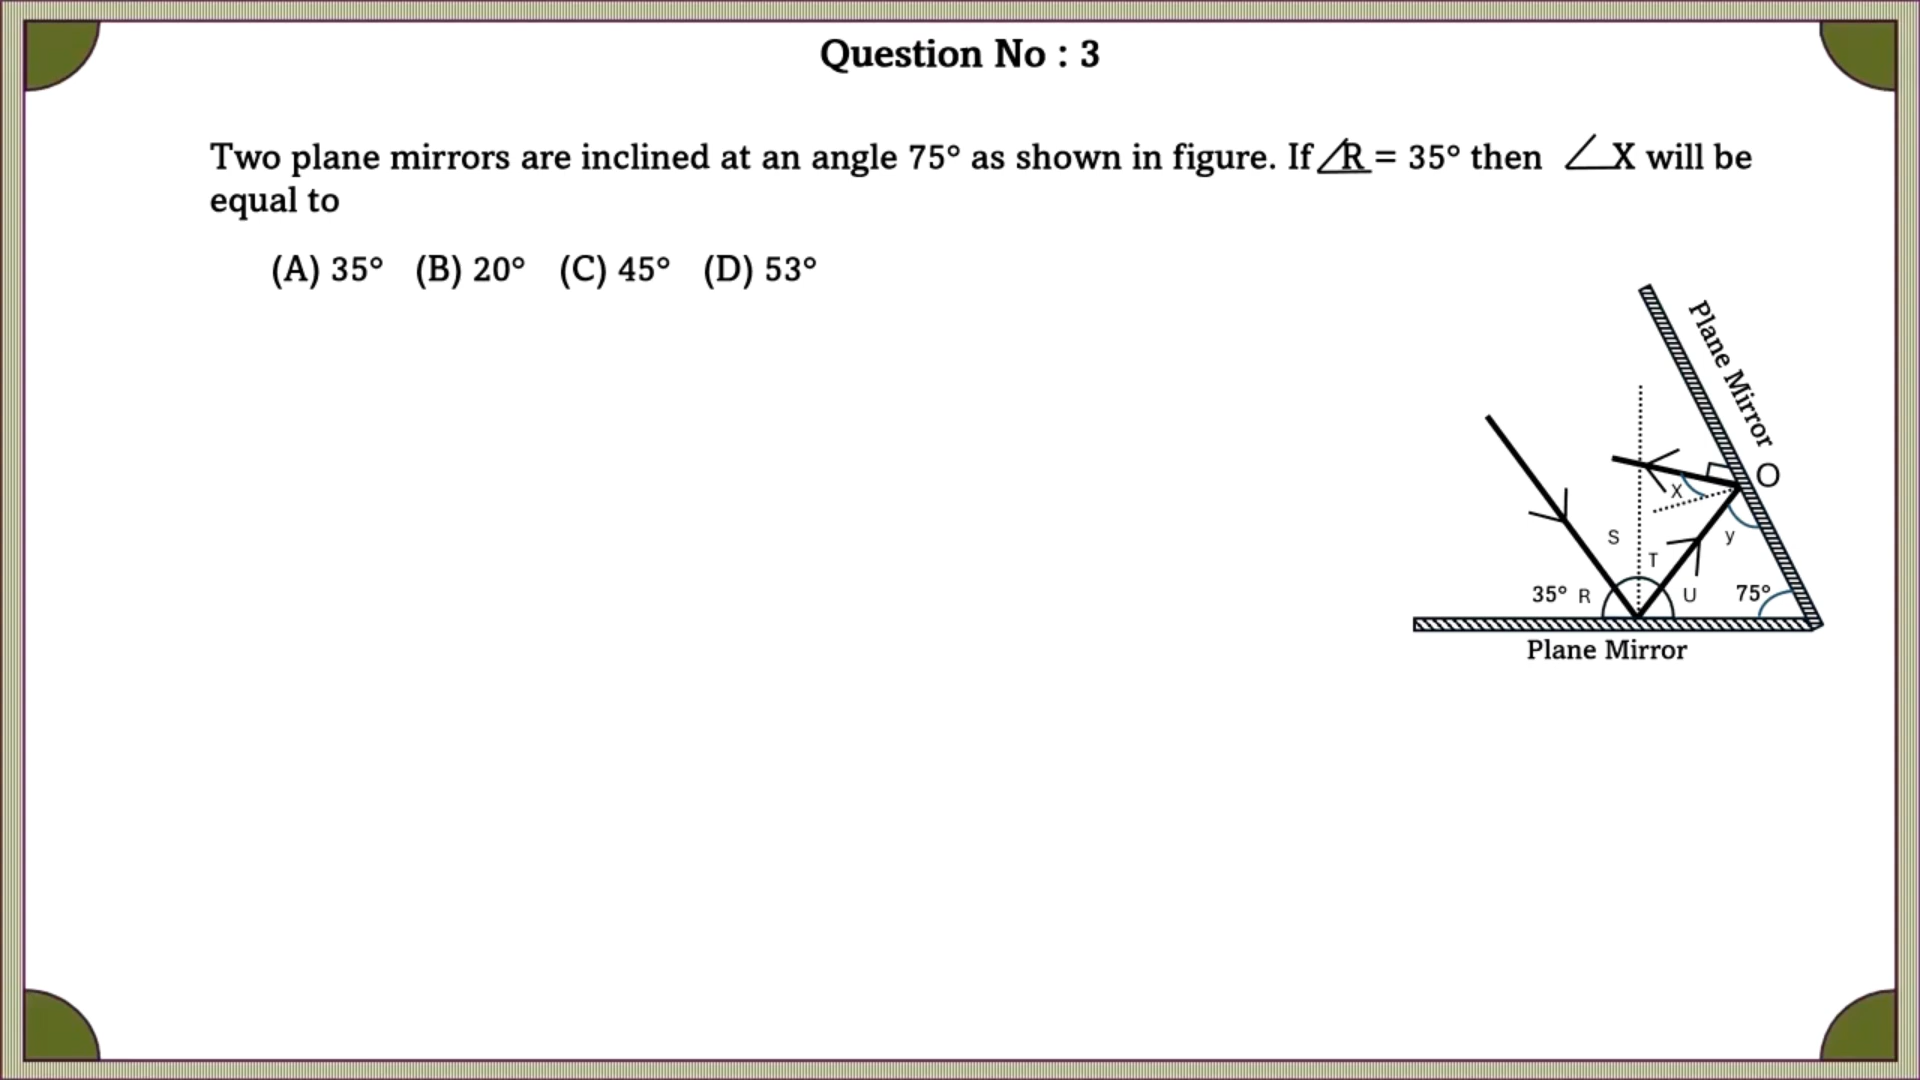 Question No : 3
Two plane mirrors are inclined at an angle 75° as shown in figure. If ∠R = 35° then ∠X will be
equal to
(A) 35° (B) 20° (C) 45° (D) 53°
Plane Mirror
O
X
S
y
T
35° R
U
75°
Plane Mirror